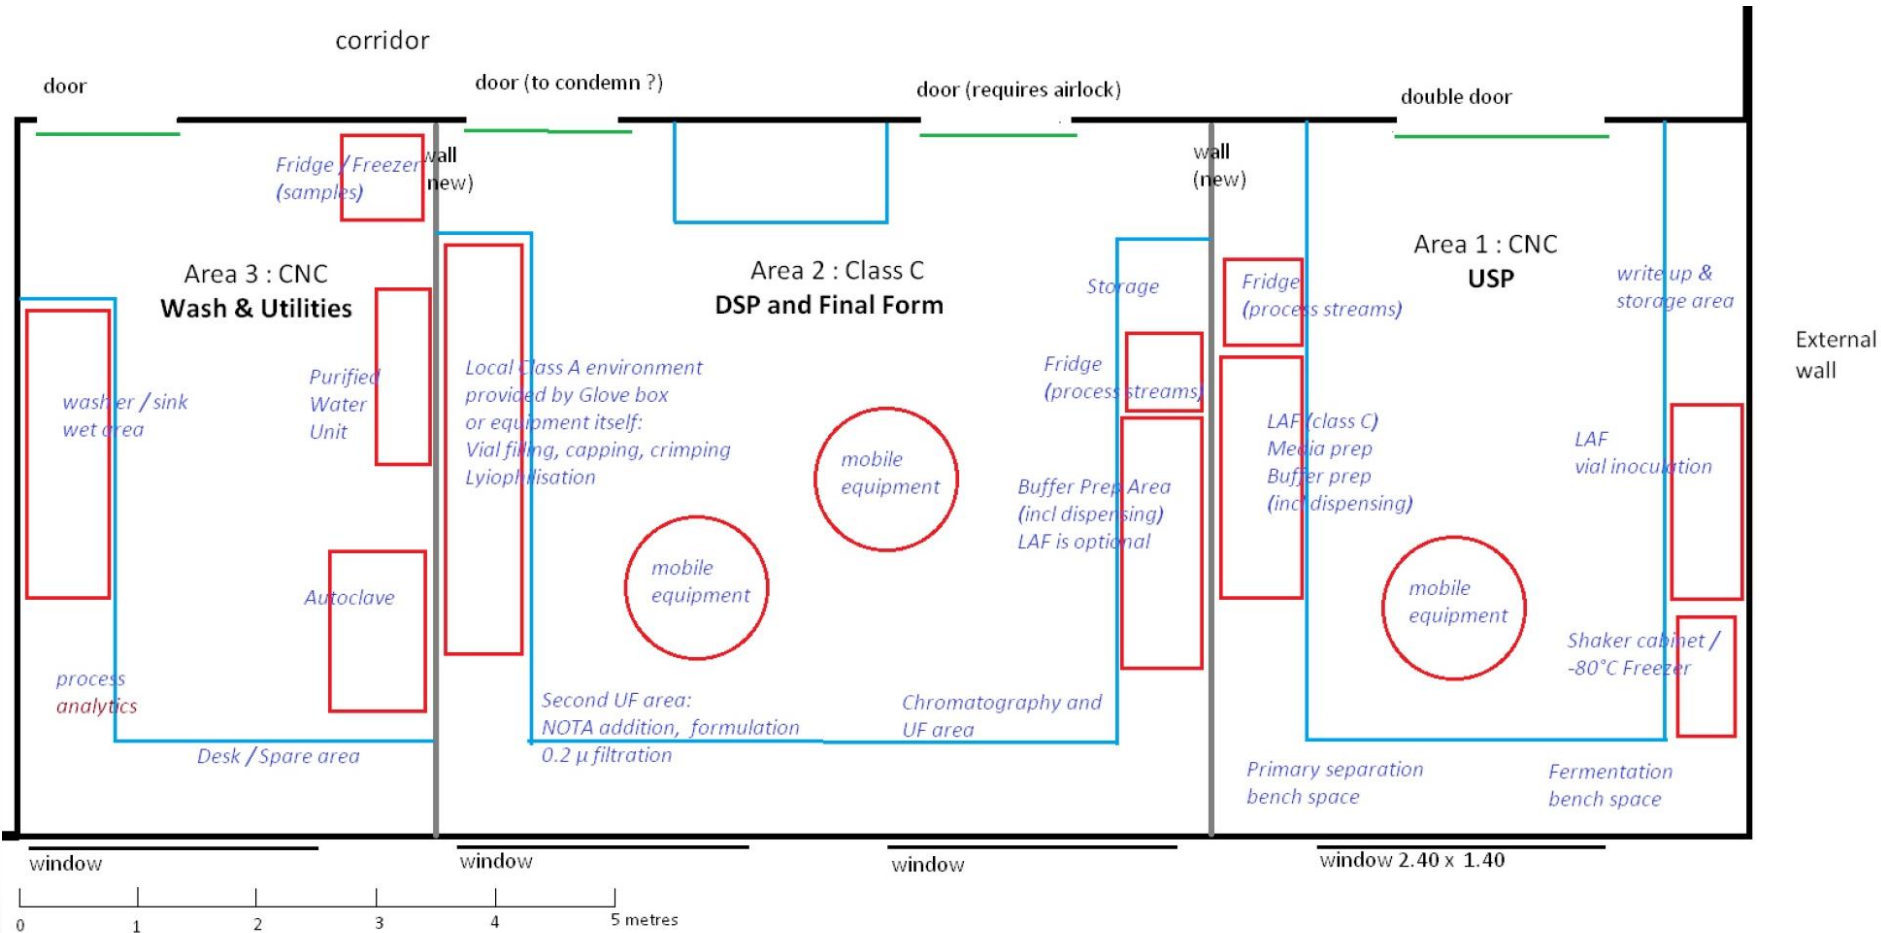 corridor
door
door (to condemn ?)
door (requires airlock)
double door
Fridge / Freezer
(samples)
wall
new)
wall
(new)
Area 3 : CNC
Wash & Utilities
Area 2 : Class C
DSP and Final Form
Area 1 : CNC
USP
Storage
Fridge
(process streams)
write up &
storage area
External
wall
washer / sink
wet area
Purified
Water
Unit
Local Class A environment
provided by Glove box
or equipment itself:
Vial filling, capping, crimping
Lyiophilisation
mobile
equipment
Fridge
(process streams)
LAF (class C)
Media prep
Buffer prep
(incl dispensing)
LAF
vial inoculation
Buffer Prep Area
(incl dispensing)
LAF is optional
Autoclave
mobile
equipment
mobile
equipment
Shaker cabinet /
-80°C Freezer
process
analytics
Desk / Spare area
Second UF area:
NOTA addition, formulation
0.2 µ filtration
Chromatography and
UF area
Primary separation
bench space
Fermentation
bench space
window
window
window
window 2.40 x 1.40
0
1
2
3
4
5 metres